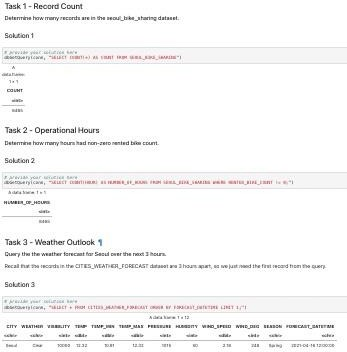 Task 1 - Record Count
Determine how many records are in the seoul_bike_sharing dataset.
Solution 1
# provide your solution here
dbGetQuery(conn, "SELECT COUNT(*) AS COUNT FROM SEOUL_BIKE_SHARING")
A
data.frame:
1 × 1
COUNT
<int>
8465
Task 2 - Operational Hours
Determine how many hours had non-zero rented bike count.
Solution 2
# provide your solution here
dbGetQuery(conn, "SELECT COUNT(HOUR) AS NUMBER_OF_HOURS FROM SEOUL_BIKE_SHARING WHERE RENTED_BIKE_COUNT != 0;")
A data.frame: 1 × 1
NUMBER_OF_HOURS
<int>
8465
Task 3 - Weather Outlook ¶
Query the the weather forecast for Seoul over the next 3 hours.
Recall that the records in the CITIES_WEATHER_FORECAST dataset are 3 hours apart, so we just need the first record from the query.
Solution 3
# provide your solution here
dbGetQuery(conn, "SELECT * FROM CITIES_WEATHER_FORECAST ORDER BY FORECAST_DATETIME LIMIT 1;")
A data.frame: 1 × 12
CITY WEATHER VISIBILITY TEMP TEMP_MIN TEMP_MAX PRESSURE HUMIDITY WIND_SPEED WIND_DEG SEASON FORECAST_DATETIME
<chr> <chr> <int> <dbl> <dbl> <dbl> <int> <int> <dbl> <int> <chr> <chr>
Seoul Clear 10000 12.32 10.91 12.32 1015 50 2.18 248 Spring 2021-04-16 12:00:00